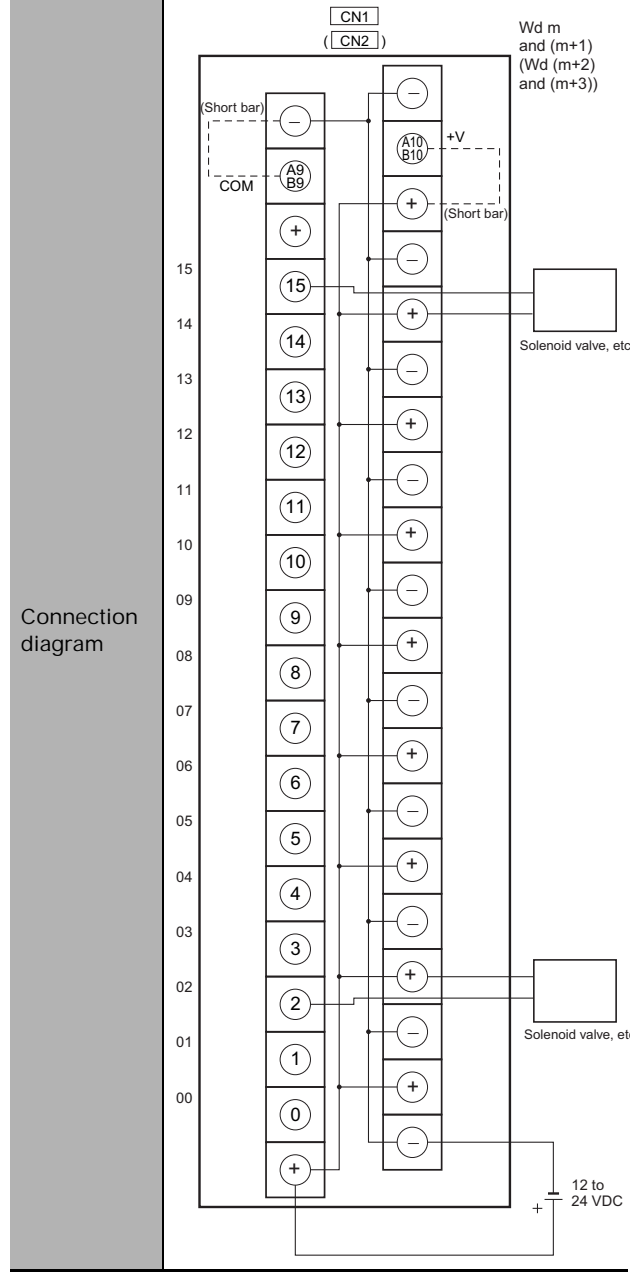 CN1
( CN2 )
Wd m
and (m+1)
(Wd (m+2)
and (m+3))
(Short bar)
−
−
A10
B10
+V
COM
A9
B9
+
(Short bar)
+
−
15
15
+
Solenoid valve, etc
14
14
−
13
13
+
12
12
−
11
11
+
10
10
−
09
9
+
08
8
−
07
7
+
06
6
−
05
5
+
04
4
−
03
3
+
02
2
−
Solenoid valve, etc
01
1
+
00
0
−
+
12 to
24 VDC
+
Connection
diagram